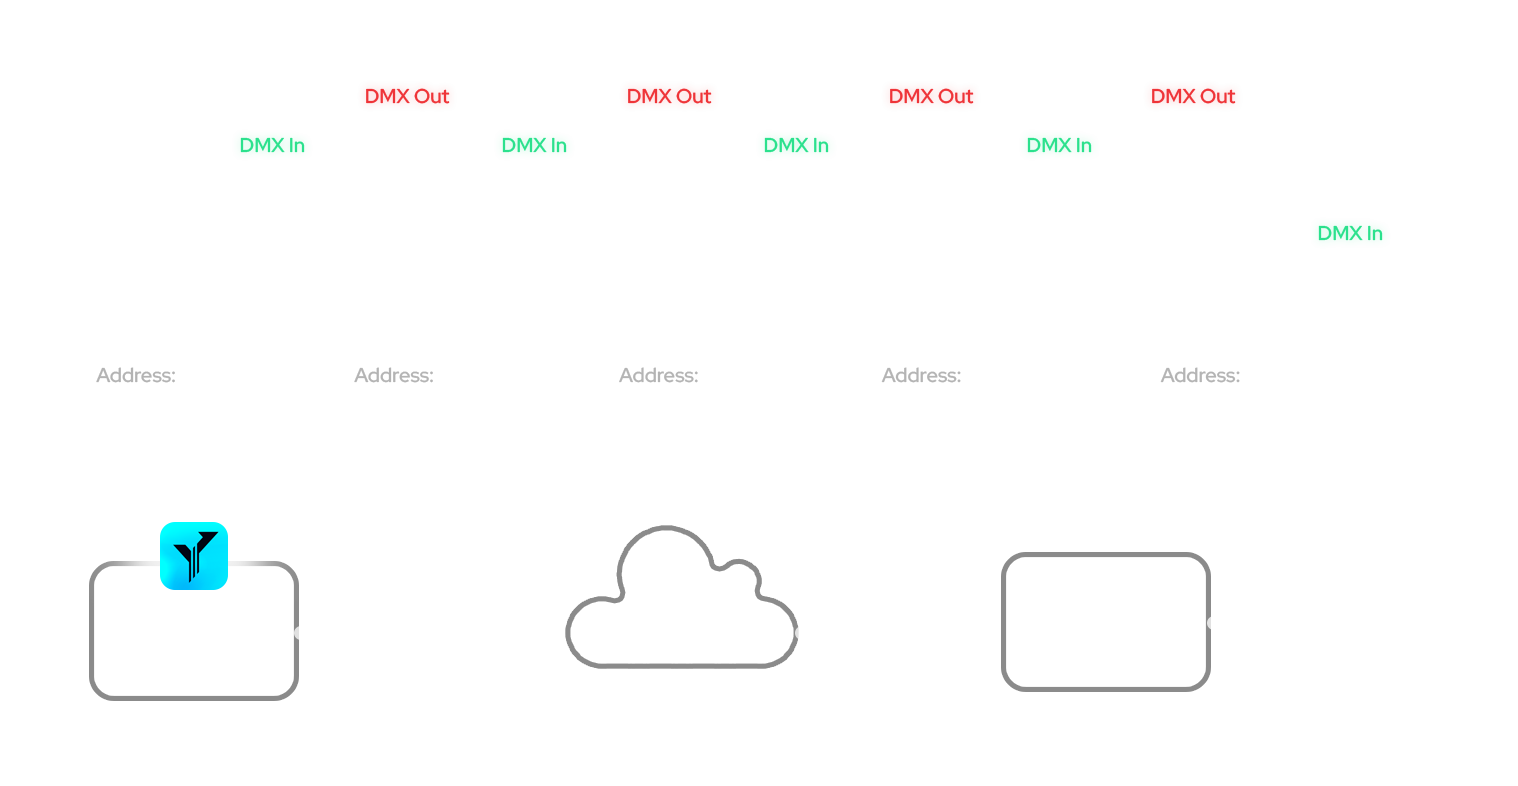 DMX Out DMX Out DMX Out DMX Out
DMX In DMX In DMX In DMX In
DMX In
Address: Address: Address: Address: Address: